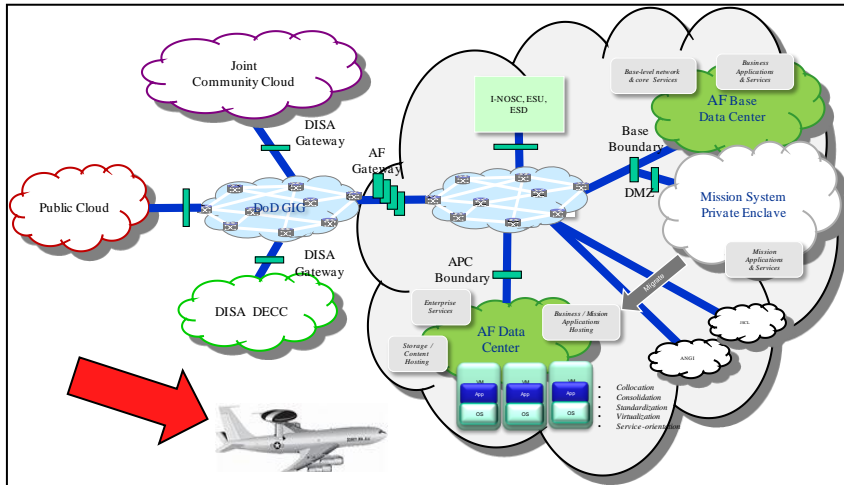 Joint
Community Cloud
DISA
Gateway
Public Cloud
DoD GIG
DISA
Gateway
DISA DECC
AF
Gateway
I-NOSC, ESU,
ESD
Base-level network
& core Services
Business
Applications
& Services
AF Base
Data Center
Base
Boundary
DMZ
Mission System
Private Enclave
Mission
Applications
& Services
Migrate
APC
Boundary
Enterprise
Services
Business / Mission
Applications
Hosting
AF Data
Center
Storage /
Content
Hosting
ANGI
VM
VM
VM
App
App
App
OS
OS
OS
• Collocation
• Consolidation
• Standardization
• Virtualization
• Service-orientation